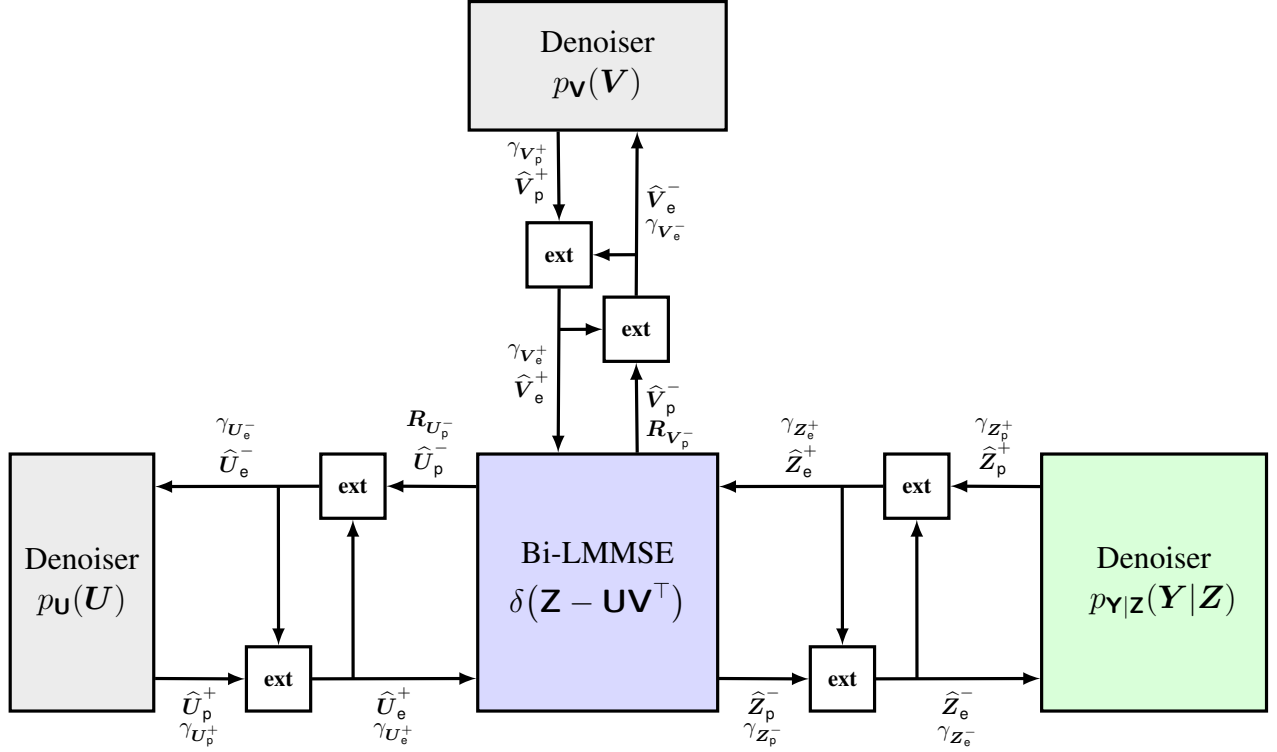 Denoiser
p_𝐕(𝑽)
γ_{𝑽_p^+}
𝑽̂_p^+
𝑽̂_e^-
γ_{𝑽_e^-}
ext
ext
γ_{𝑽_e^+}
𝑽̂_e^+
𝑽̂_p^-
𝑹_{𝑽_p^-}
γ_{𝑼_e^-}
𝑼̂_e^-
ext
𝑹_{𝑼_p^-}
𝑼̂_p^-
γ_{𝒁_e^+}
𝒁̂_e^+
ext
γ_{𝒁_p^+}
𝒁̂_p^+
Denoiser
p_𝐔(𝑼)
Bi-LMMSE
δ(𝐙 − 𝐔𝐕^⊤)
Denoiser
p_{𝐘|𝐙}(𝒀|𝒁)
𝑼̂_p^+
γ_{𝑼_p^+}
ext
𝑼̂_e^+
γ_{𝑼_e^+}
𝒁̂_p^-
γ_{𝒁_p^-}
ext
𝒁̂_e^-
γ_{𝒁_e^-}